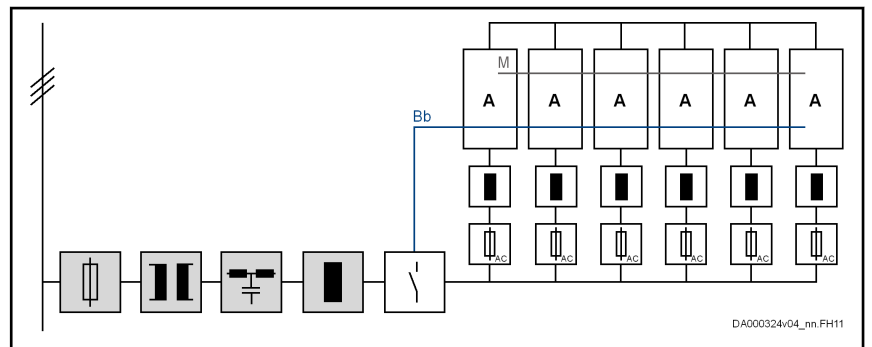 M
A A A A A A
Bb
AC AC AC AC AC AC
DA000324v04_nn.FH11